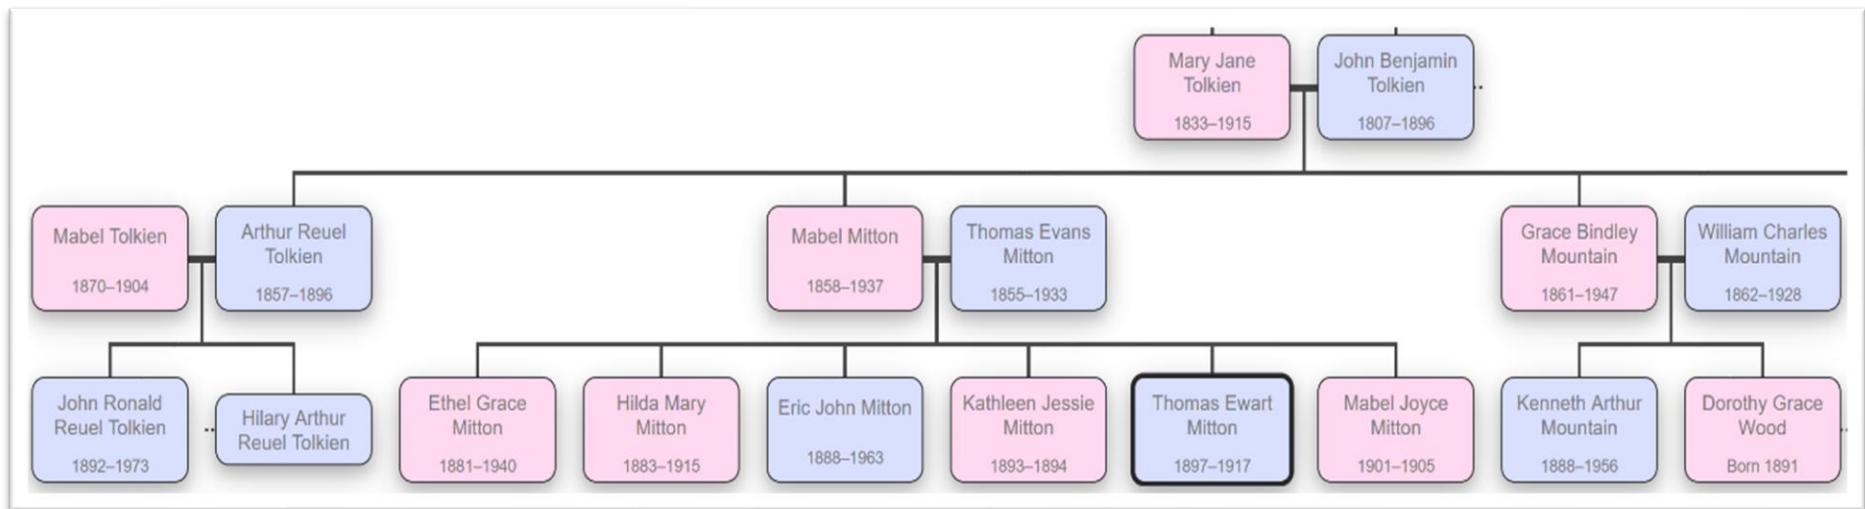 Mary Jane
Tolkien
1833–1915
John Benjamin
Tolkien
1807–1896
Mabel Tolkien
1870–1904
Arthur Reuel
Tolkien
1857–1896
Mabel Mitton
1858–1937
Thomas Evans
Mitton
1855–1933
Grace Bindley
Mountain
1861–1947
William Charles
Mountain
1862–1928
John Ronald
Reuel Tolkien
1892–1973
Hilary Arthur
Reuel Tolkien
Ethel Grace
Mitton
1881–1940
Hilda Mary
Mitton
1883–1915
Eric John Mitton
1888–1963
Kathleen Jessie
Mitton
1893–1894
Thomas Ewart
Mitton
1897–1917
Mabel Joyce
Mitton
1901–1905
Kenneth Arthur
Mountain
1888–1956
Dorothy Grace
Wood
Born 1891